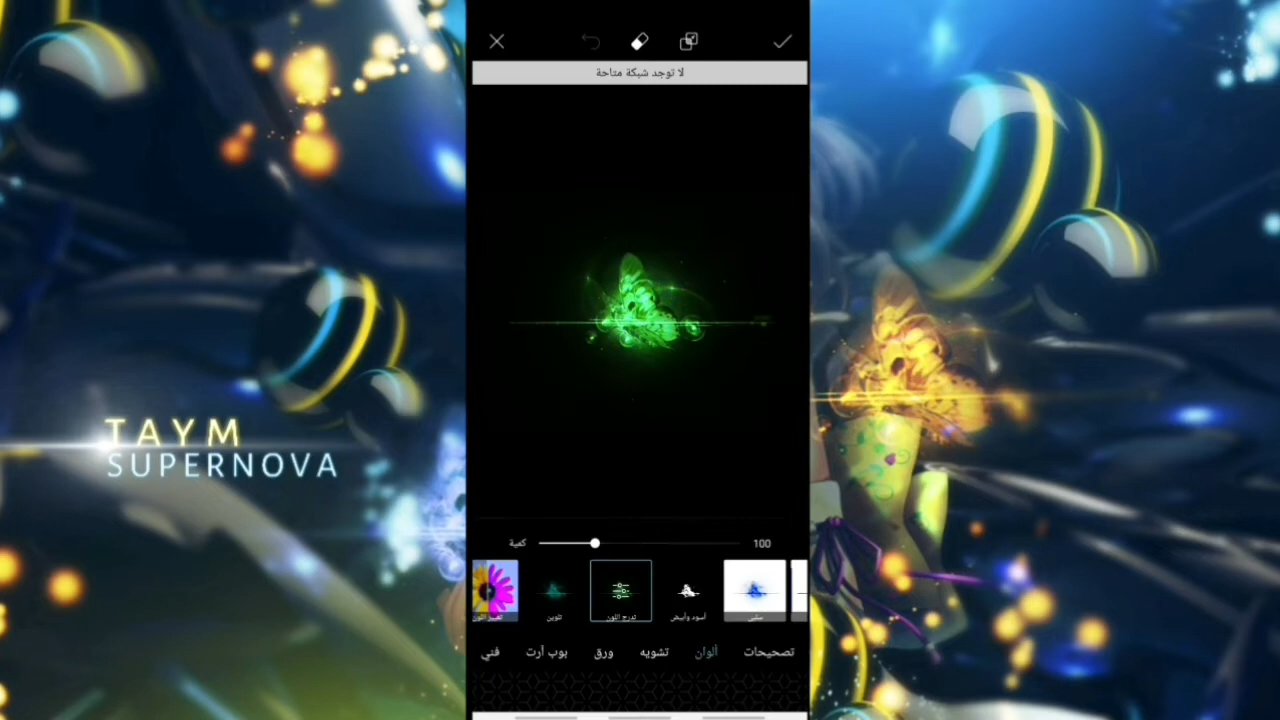 TAYM
SUPERNOVA
لا توجد شبكة متاحة
كمية
100
تلوين
تدرج اللون
أسود وأبيض
سلبي
تصحيحات
ألوان
تشويه
ورق
بوب آرت
فني